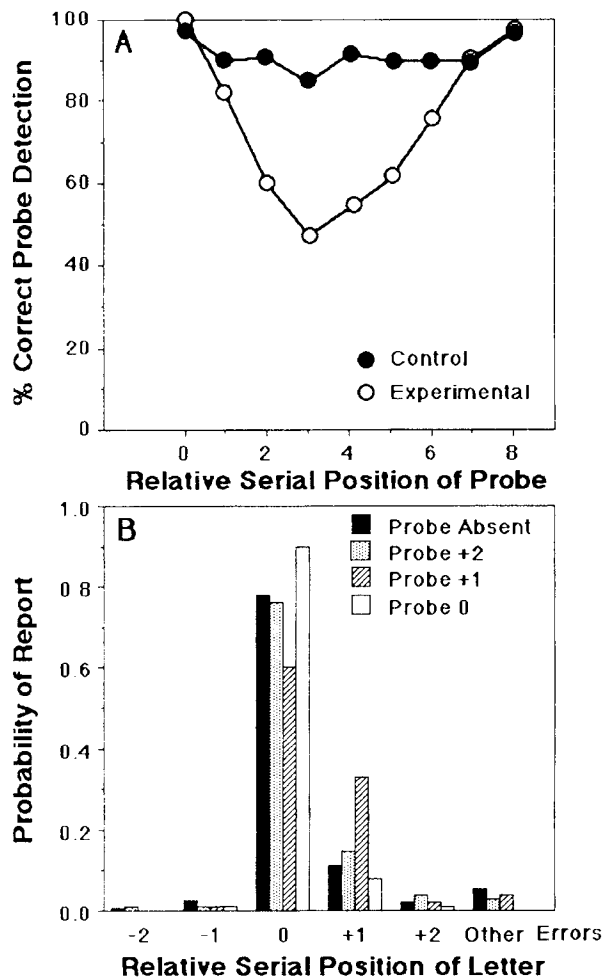 A
% Correct Probe Detection
100
80
60
40
20
0
Control
Experimental
0 2 4 6 8
Relative Serial Position of Probe
B
Probability of Report
1.0
0.8
0.6
0.4
0.2
0.0
Probe Absent
Probe +2
Probe +1
Probe 0
-2 -1 0 +1 +2 Other Errors
Relative Serial Position of Letter